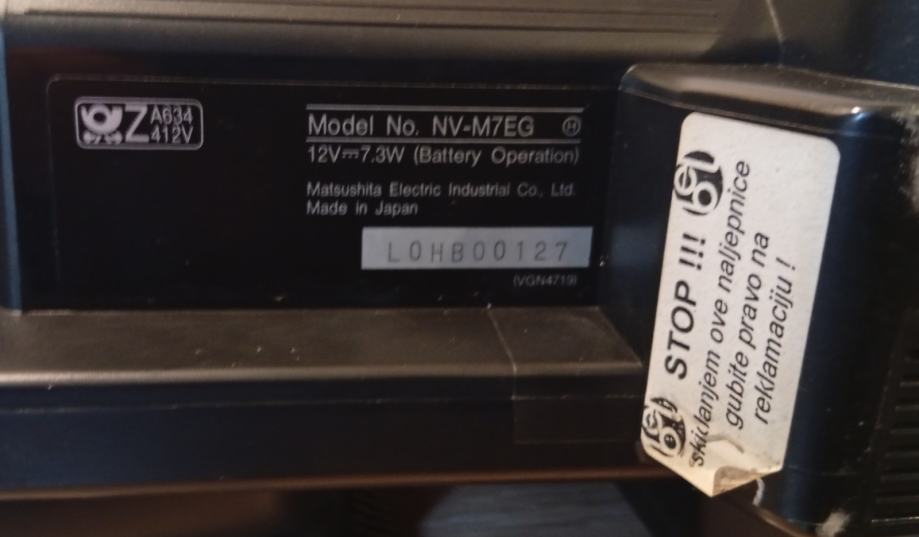 Z A634
412V
Model No. NV-M7EG Ⓗ
12V⎓7.3W (Battery Operation)
Matsushita Electric Industrial Co., Ltd.
Made in Japan
L0HB00127
(VGN4719)
STOP !!!
skidanjem ove naljepnice
gubite pravo na
reklamaciju !